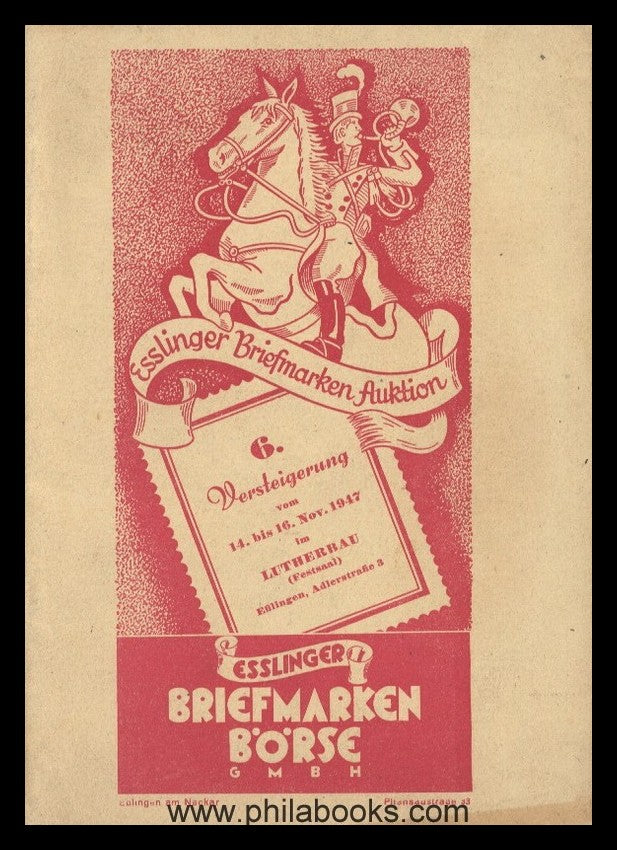 Esslinger Briefmarken Auktion
6.
Versteigerung
vom
14. bis 16. Nov. 1947
im
LUTHERBAU
(Festsaal)
Eßlingen, Adlerstraße 3
ESSLINGER
BRIEFMARKEN
BÖRSE
GMBH
Eßlingen am Neckar Pliensaustraße 33
www.philabooks.com